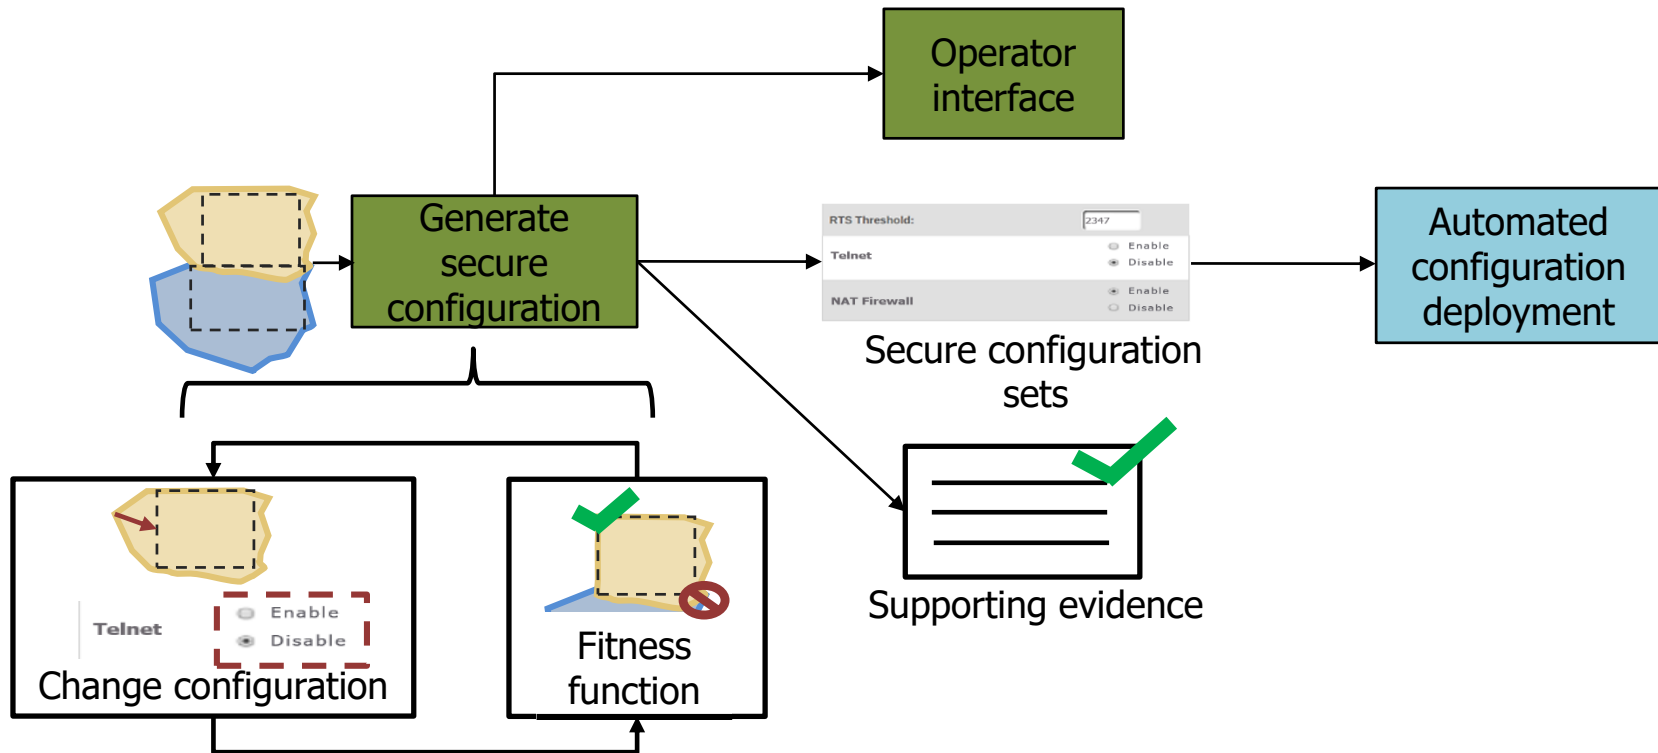 Operator
interface
Generate
secure
configuration
RTS Threshold: 2347
Telnet Enable
Disable
NAT Firewall Enable
Disable
Secure configuration
sets
Automated
configuration
deployment
Supporting evidence
Telnet Enable
Disable
Change configuration
Fitness
function